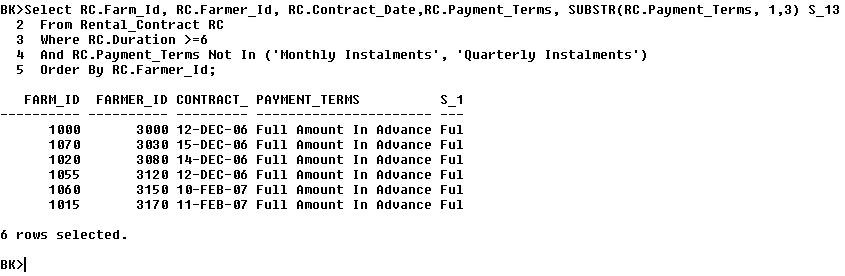 BK>Select RC.Farm_Id, RC.Farmer_Id, RC.Contract_Date,RC.Payment_Terms, SUBSTR(RC.Payment_Terms, 1,3) S_13
  2  From Rental_Contract RC
  3  Where RC.Duration >=6
  4  And RC.Payment_Terms Not In ('Monthly Instalments', 'Quarterly Instalments')
  5  Order By RC.Farmer_Id;
   FARM_ID  FARMER_ID CONTRACT_ PAYMENT_TERMS          S_1
---------- ---------- --------- ---------------------- ---
      1000       3000 12-DEC-06 Full Amount In Advance Ful
      1070       3030 15-DEC-06 Full Amount In Advance Ful
      1020       3080 14-DEC-06 Full Amount In Advance Ful
      1055       3120 12-DEC-06 Full Amount In Advance Ful
      1060       3150 10-FEB-07 Full Amount In Advance Ful
      1015       3170 11-FEB-07 Full Amount In Advance Ful
6 rows selected.
BK>